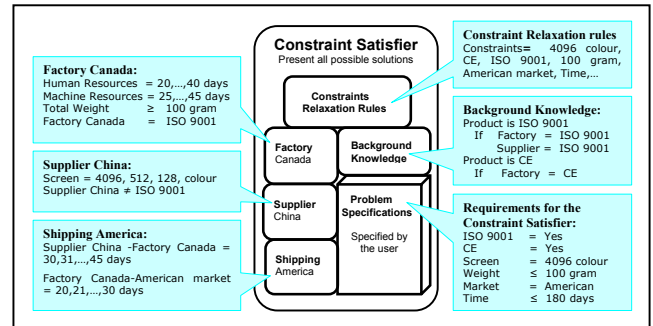 Constraint Satisfier
Present all possible solutions
Constraints
Relaxation Rules
Factory
Canada
Background
Knowledge
Supplier
China
Problem
Specifications
Specified by
the user
Shipping
America
Factory Canada:
Human Resources = 20,…,40 days
Machine Resources = 25,…,45 days
Total Weight ≥ 100 gram
Factory Canada = ISO 9001
Supplier China:
Screen = 4096, 512, 128, colour
Supplier China ≠ ISO 9001
Shipping America:
Supplier China -Factory Canada =
30,31,…,45 days
Factory Canada-American market
= 20,21,…,30 days
Constraint Relaxation rules
Constraints= 4096 colour,
CE, ISO 9001, 100 gram,
American market, Time,…
Background Knowledge:
Product is ISO 9001
If Factory = ISO 9001
Supplier = ISO 9001
Product is CE
If Factory = CE
Requirements for the
Constraint Satisfier:
ISO 9001 = Yes
CE = Yes
Screen = 4096 colour
Weight ≤ 100 gram
Market = American
Time ≤ 180 days